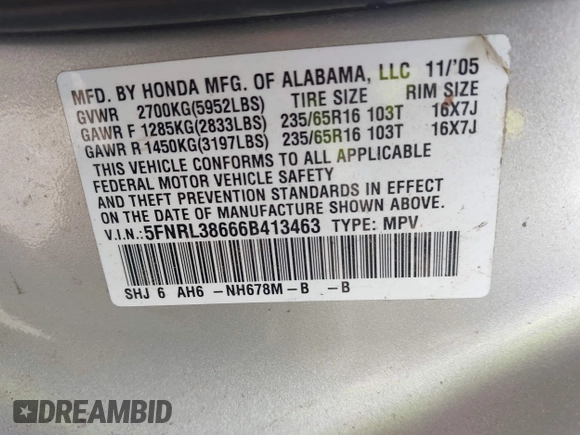 MFD. BY HONDA MFG. OF ALABAMA, LLC 11/'05
GVWR 2700KG(5952LBS) TIRE SIZE RIM SIZE
GAWR F 1285KG(2833LBS) 235/65R16 103T 16X7J
GAWR R 1450KG(3197LBS) 235/65R16 103T 16X7J
THIS VEHICLE CONFORMS TO ALL APPLICABLE
FEDERAL MOTOR VEHICLE SAFETY
AND THEFT PREVENTION STANDARDS IN EFFECT
ON THE DATE OF MANUFACTURE SHOWN ABOVE.
V.I.N.:5FNRL38666B413463 TYPE: MPV
SHJ 6 AH6 -NH678M-B -B
DREAMBID